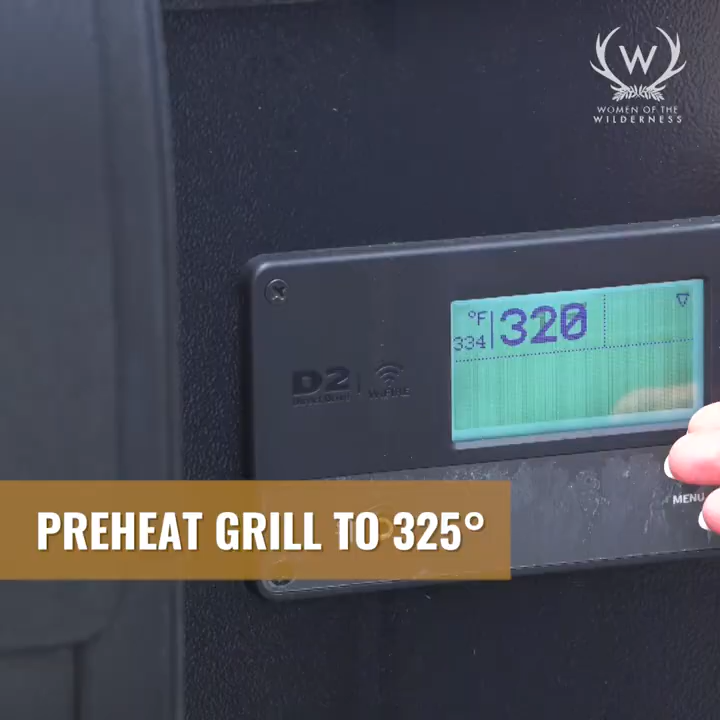 W
WOMEN OF THE
WILDERNESS
°F
334
320
D2
WiFIRE
MENU
PREHEAT GRILL TO 325°